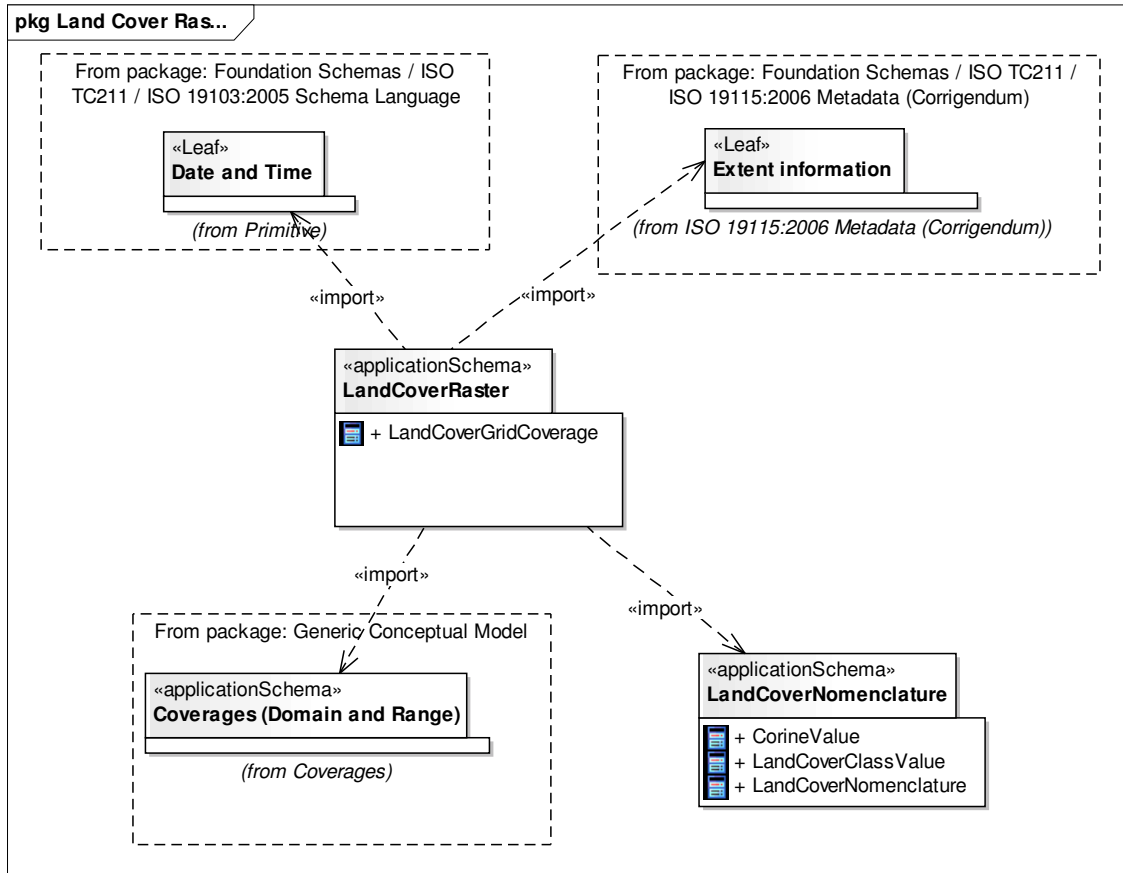 pkg Land Cover Ras...
From package: Foundation Schemas / ISO
TC211 / ISO 19103:2005 Schema Language
«Leaf»
Date and Time
(from Primitive)
From package: Foundation Schemas / ISO TC211 /
ISO 19115:2006 Metadata (Corrigendum)
«Leaf»
Extent information
(from ISO 19115:2006 Metadata (Corrigendum))
«import»
«import»
«applicationSchema»
LandCoverRaster
+ LandCoverGridCoverage
«import»
«import»
From package: Generic Conceptual Model
«applicationSchema»
Coverages (Domain and Range)
(from Coverages)
«applicationSchema»
LandCoverNomenclature
+ CorineValue
+ LandCoverClassValue
+ LandCoverNomenclature